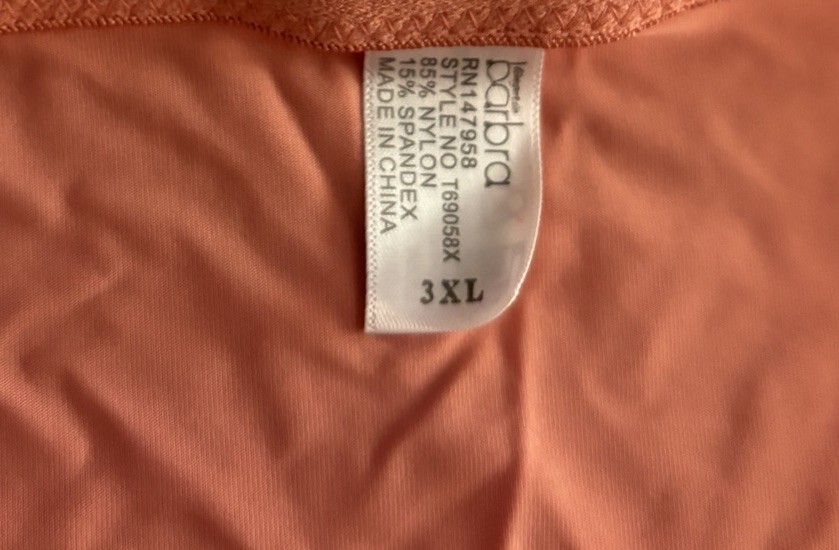 barbra
RN147958
STYLE NO T69058X
85% NYLON
15% SPANDEX
MADE IN CHINA
3XL